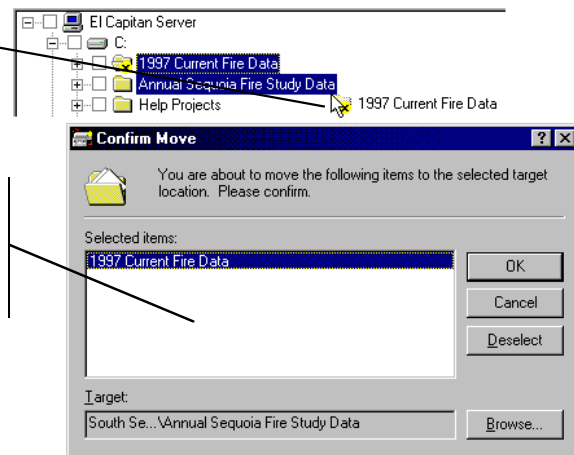 El Capitan Server
C:
1997 Current Fire Data
Annual Sequoia Fire Study Data
Help Projects
1997 Current Fire Data
Confirm Move
You are about to move the following items to the selected target
location. Please confirm.
Selected items:
1997 Current Fire Data
OK
Cancel
Deselect
Target:
South Se...\Annual Sequoia Fire Study Data
Browse...